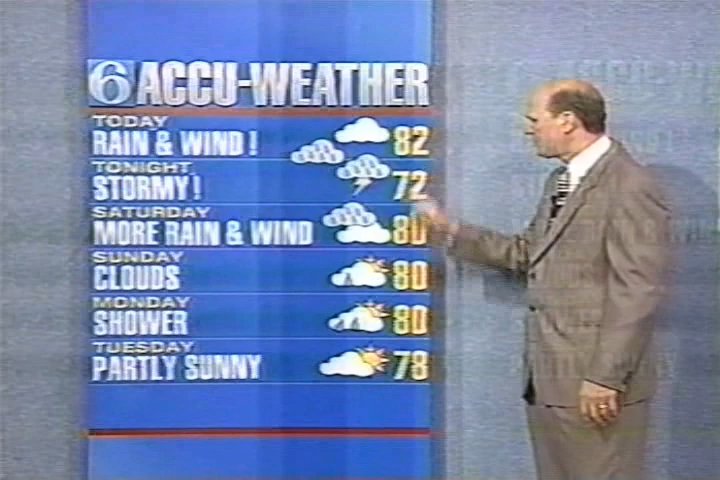 6 ACCU-WEATHER
TODAY
RAIN & WIND! 82
TONIGHT
STORMY! 72
SATURDAY
MORE RAIN & WIND 80
SUNDAY
CLOUDS 80
MONDAY
SHOWER 80
TUESDAY
PARTLY SUNNY 78